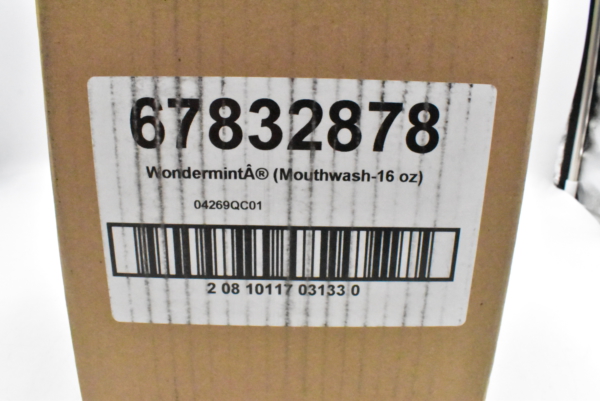 67832878
WondermintÂ® (Mouthwash-16 oz)
04269QC01
2 08 10117 03133 0